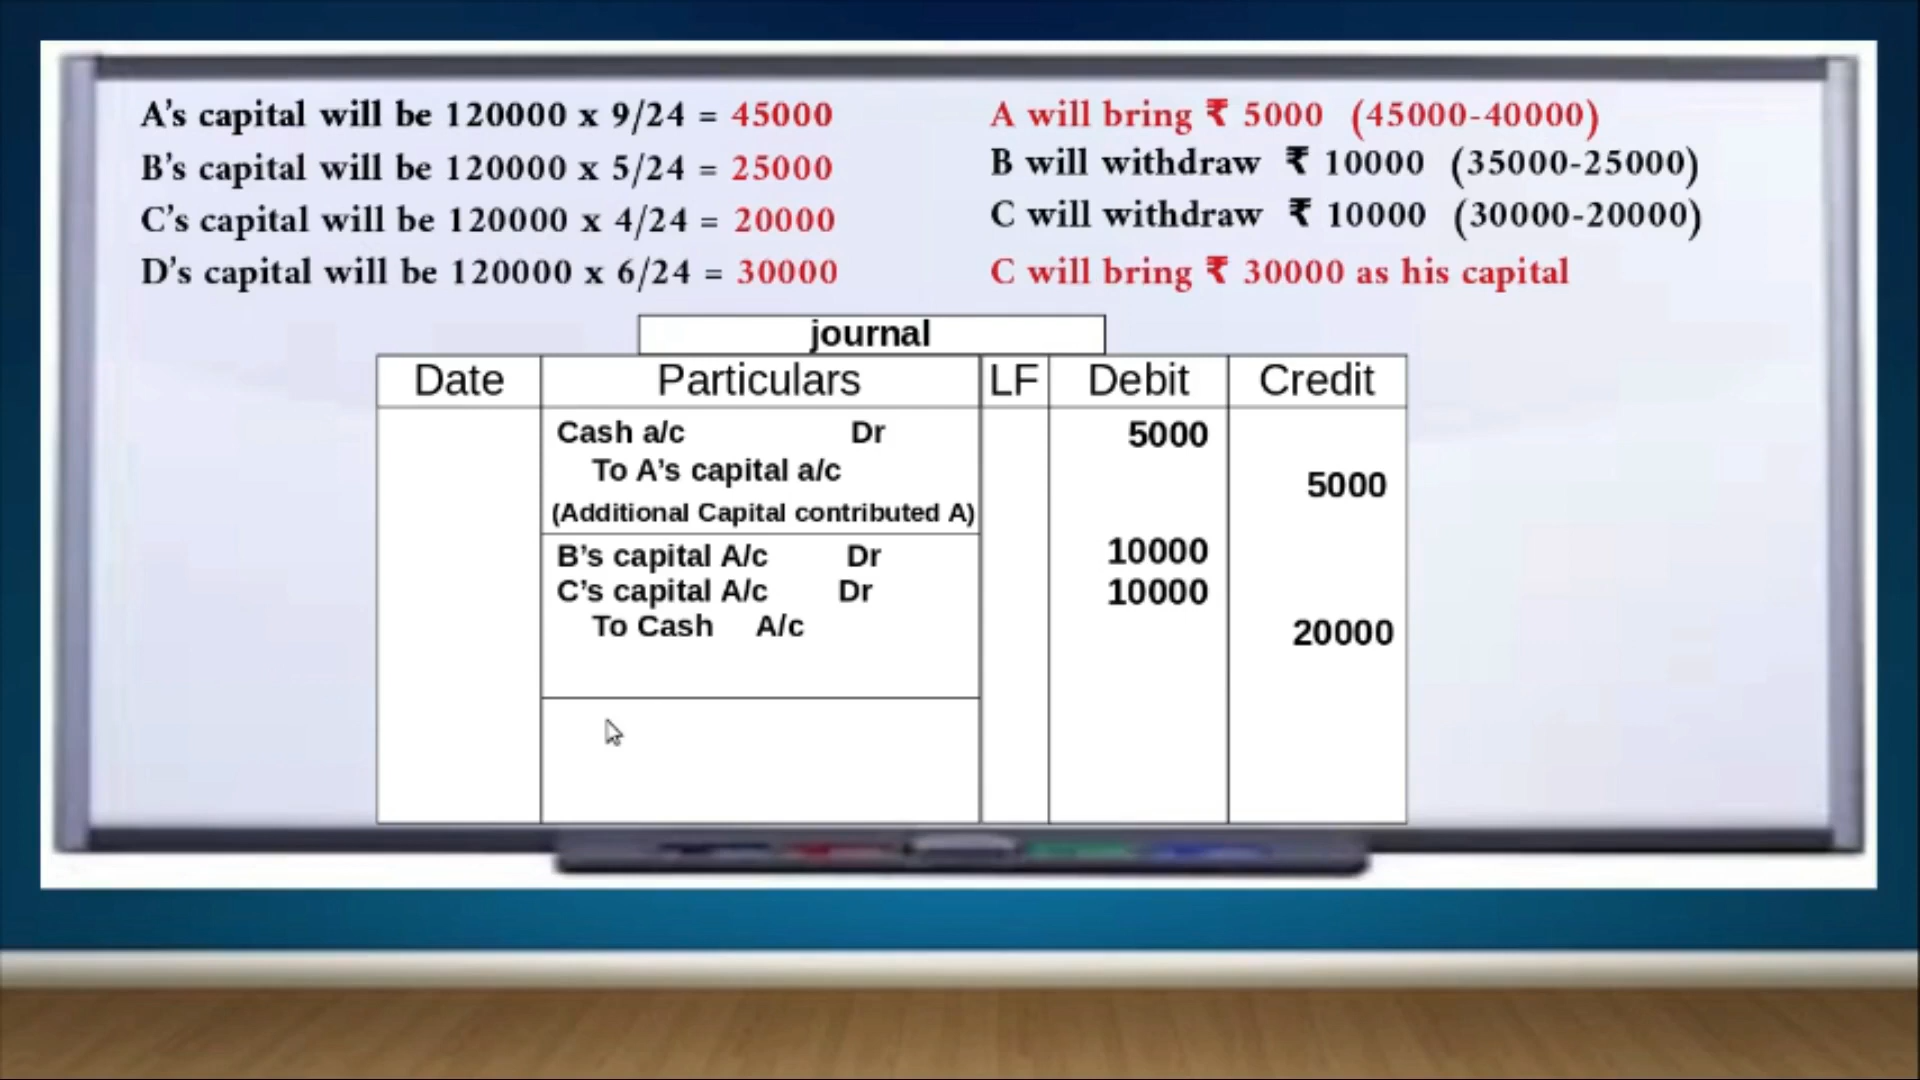 A's capital will be 120000 x 9/24 = 45000
B's capital will be 120000 x 5/24 = 25000
C's capital will be 120000 x 4/24 = 20000
D's capital will be 120000 x 6/24 = 30000
A will bring ₹ 5000 (45000-40000)
B will withdraw ₹ 10000 (35000-25000)
C will withdraw ₹ 10000 (30000-20000)
C will bring ₹ 30000 as his capital
journal
Date Particulars LF Debit Credit
Cash a/c Dr 5000
To A's capital a/c 5000
(Additional Capital contributed A)
B's capital A/c Dr 10000
C's capital A/c Dr 10000
To Cash A/c 20000